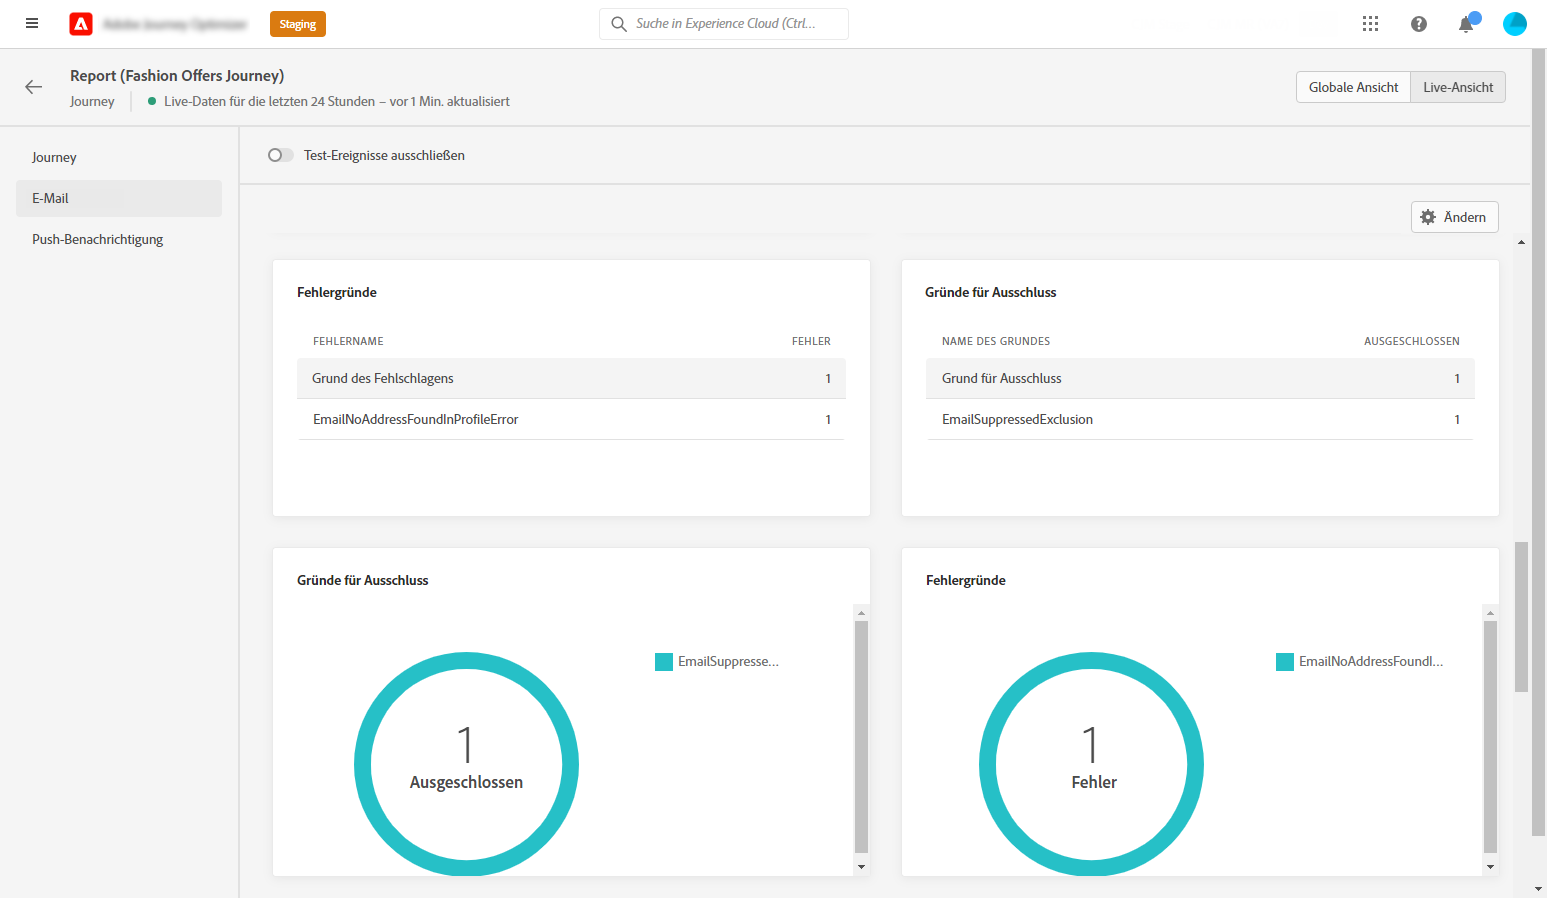 Staging
Suche in Experience Cloud (Ctrl...
Report (Fashion Offers Journey)
Journey
Live-Daten für die letzten 24 Stunden – vor 1 Min. aktualisiert
Globale Ansicht
Live-Ansicht
Journey
E-Mail
Push-Benachrichtigung
Test-Ereignisse ausschließen
Ändern
Fehlergründe
FEHLERNAME FEHLER
Grund des Fehlschlagens 1
EmailNoAddressFoundInProfileError 1
Gründe für Ausschluss
NAME DES GRUNDES AUSGESCHLOSSEN
Grund für Ausschluss 1
EmailSuppressedExclusion 1
Gründe für Ausschluss
EmailSuppresse...
1
Ausgeschlossen
Fehlergründe
EmailNoAddressFoundI...
1
Fehler